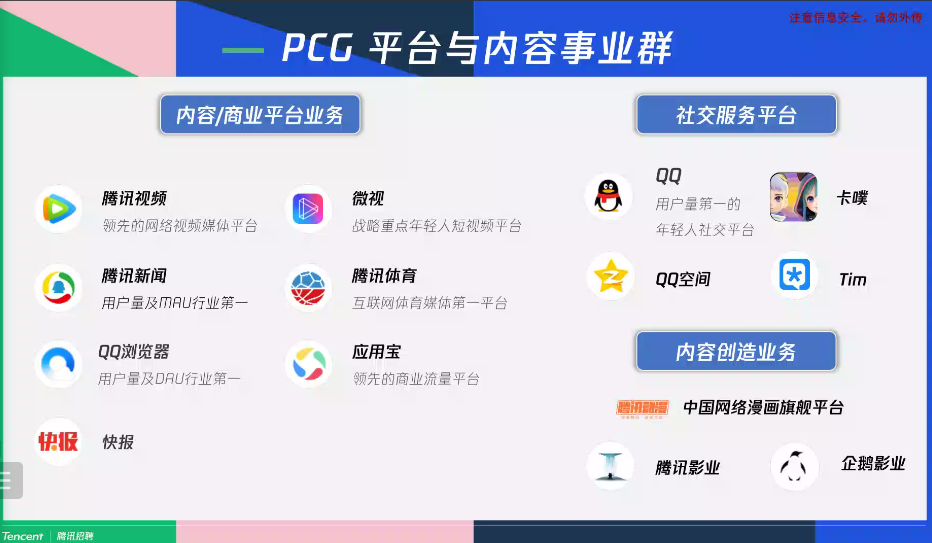 注意信息安全，请勿外传
PCG 平台与内容事业群
内容/商业平台业务
腾讯视频
领先的网络视频媒体平台
微视
战略重点年轻人短视频平台
腾讯新闻
用户量及MAU行业第一
腾讯体育
互联网体育媒体第一平台
QQ浏览器
用户量及DAU行业第一
应用宝
领先的商业流量平台
快报
快报
社交服务平台
QQ
用户量第一的
年轻人社交平台
卡噗
QQ空间
Tim
内容创造业务
腾讯动漫
中国网络漫画旗舰平台
腾讯影业
企鹅影业
Tencent | 腾讯招聘